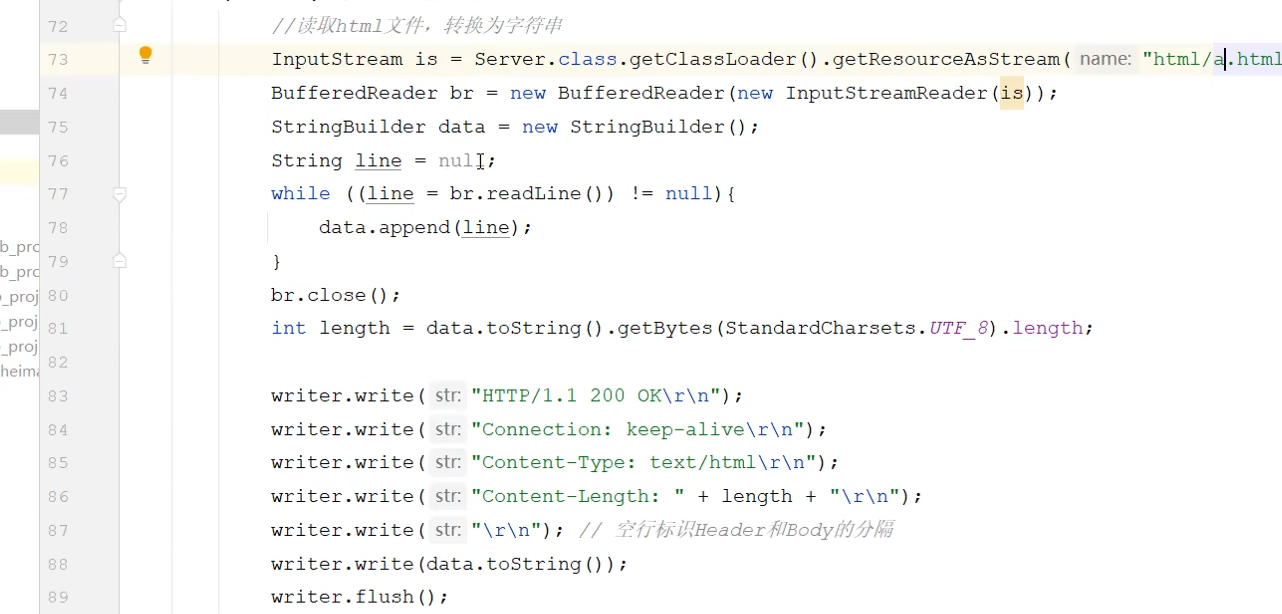 72 //读取html文件，转换为字符串
73 InputStream is = Server.class.getClassLoader().getResourceAsStream( name: "html/a.html
74 BufferedReader br = new BufferedReader(new InputStreamReader(is));
75 StringBuilder data = new StringBuilder();
76 String line = null;
77 while ((line = br.readLine()) != null){
78 data.append(line);
b_pro 79 }
b_pro
_proj 80 br.close();
_proj 81 int length = data.toString().getBytes(StandardCharsets.UTF_8).length;
_proj
heima 82
83 writer.write( str: "HTTP/1.1 200 OK\r\n");
84 writer.write( str: "Connection: keep-alive\r\n");
85 writer.write( str: "Content-Type: text/html\r\n");
86 writer.write( str: "Content-Length: " + length + "\r\n");
87 writer.write( str: "\r\n"); // 空行标识Header和Body的分隔
88 writer.write(data.toString());
89 writer.flush();